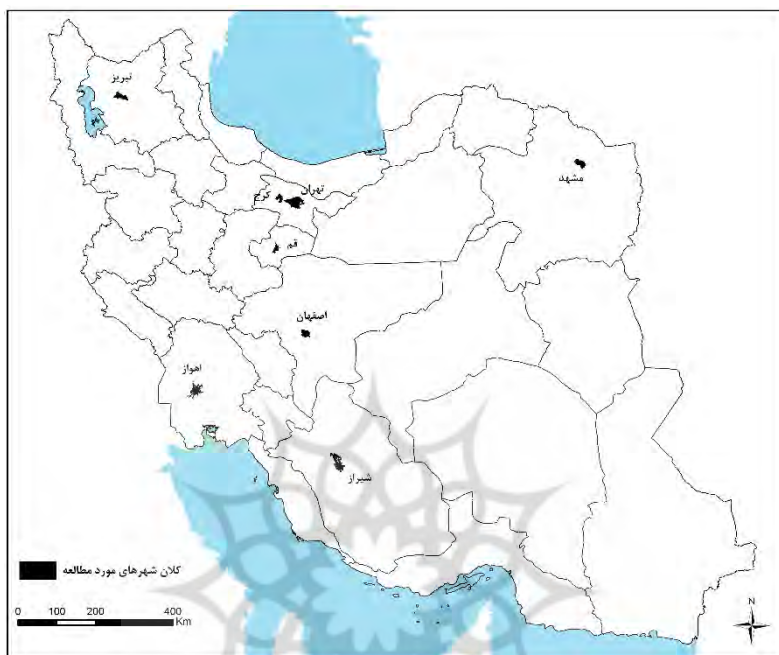 تبریز
مشهد
تهران
کرج
قم
اصفهان
اهواز
شیراز
کلان شهرهای مورد مطالعه
0 100 200 400
Km
N